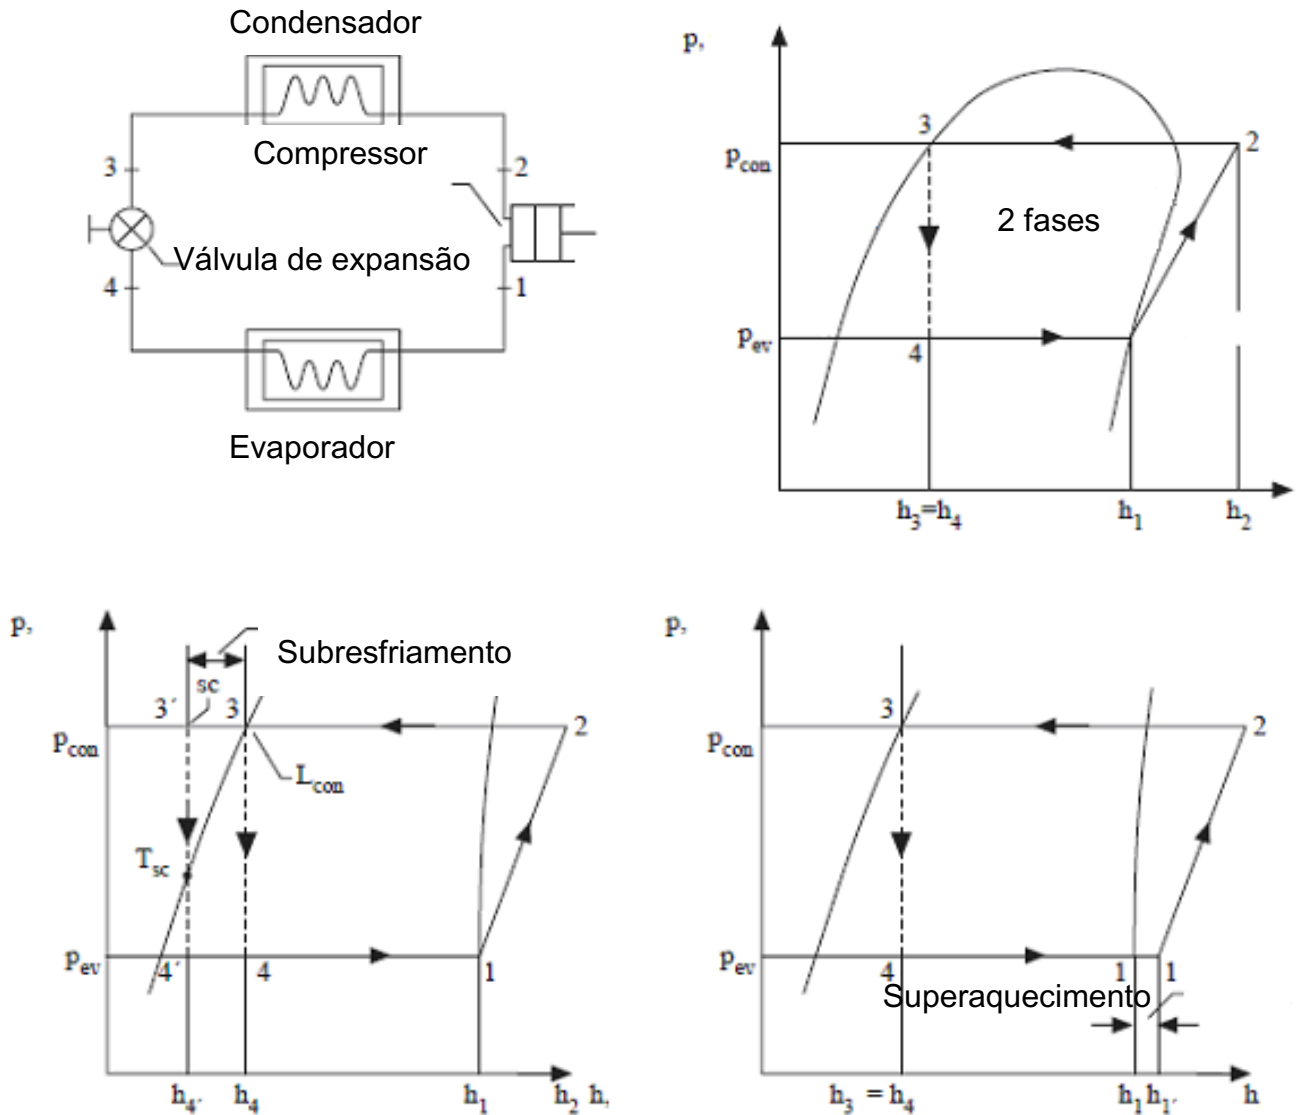 Condensador
Compressor
3
2
Válvula de expansão
4
1
Evaporador
p,
3
2
p_con
2 fases
p_ev
4
h_3=h_4
h_1
h_2
p,
Subresfriamento
sc
3´
3
2
p_con
L_con
T_sc
p_ev
4´
4
1
h_4´
h_4
h_1
h_2 h,
p,
3
2
p_con
p_ev
4
1
1
Superaquecimento
h_3 = h_4
h_1 h_1´
h